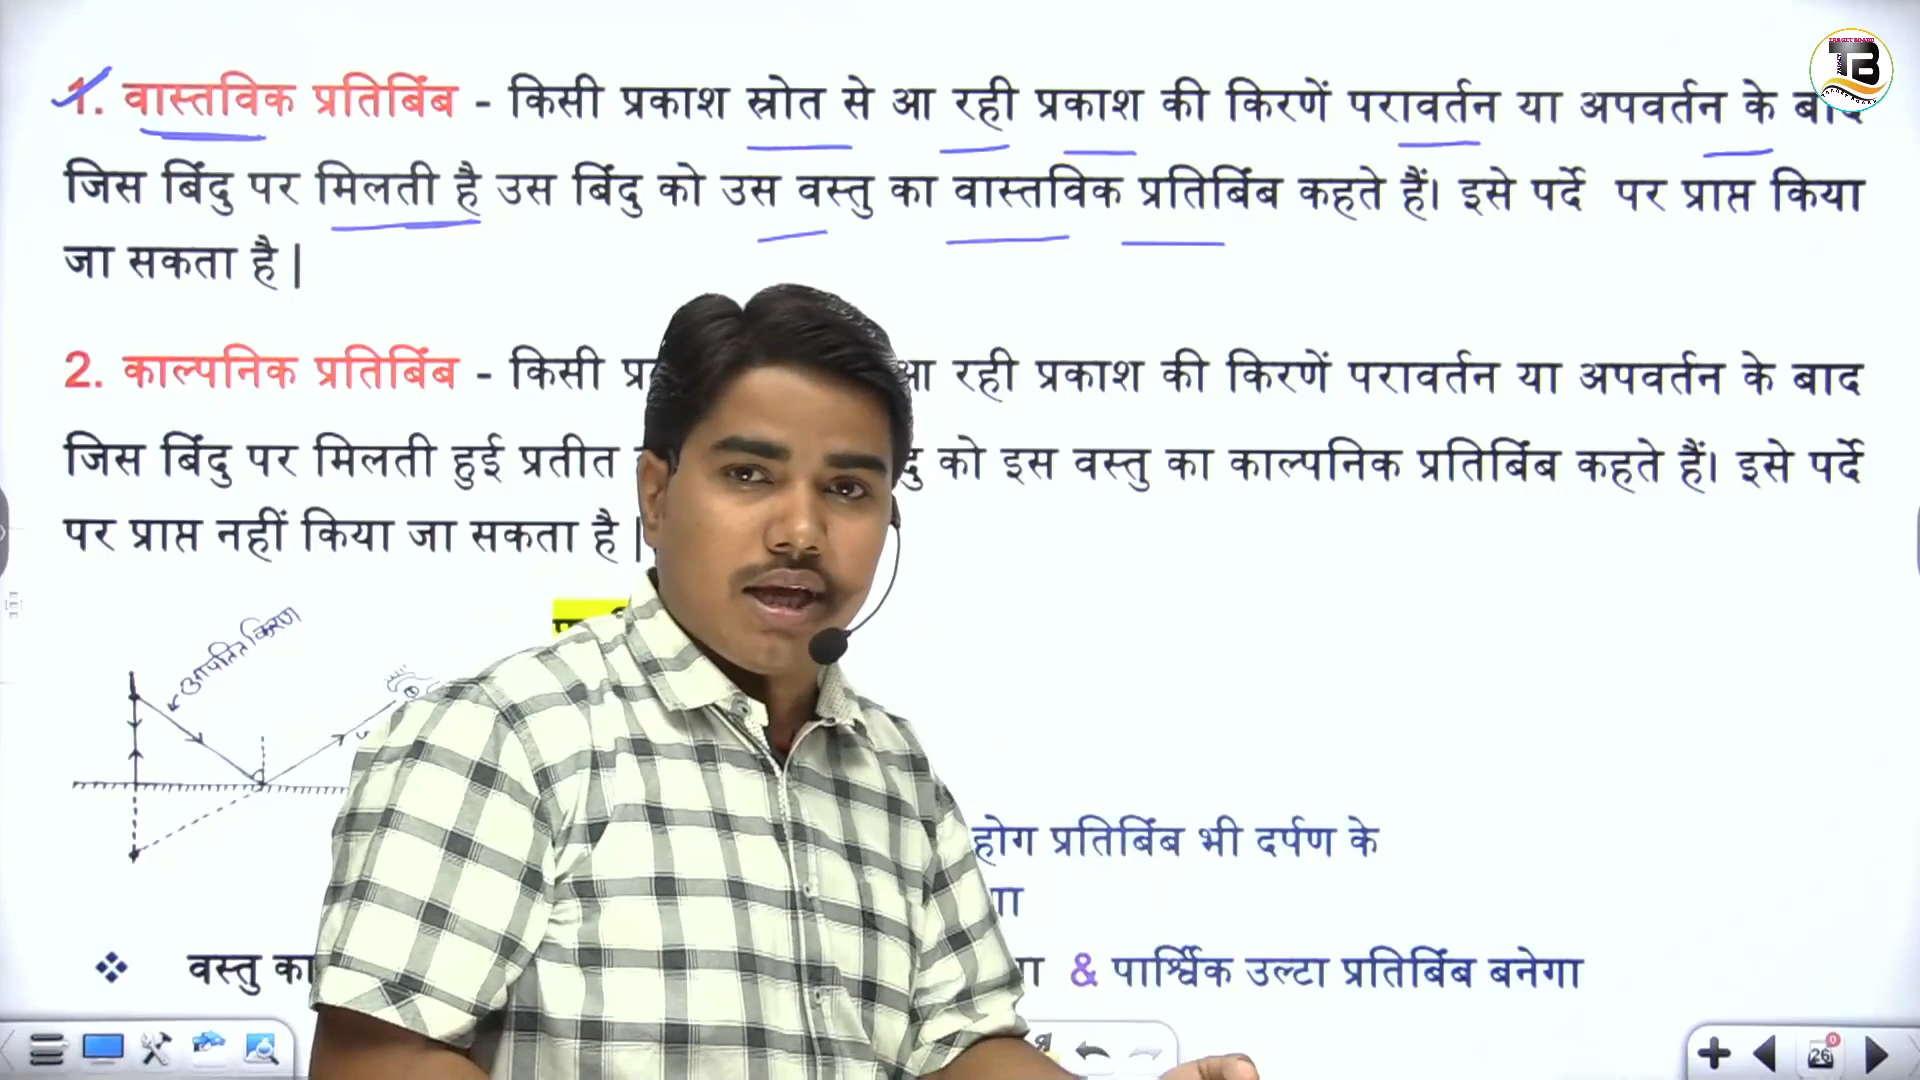 1. वास्तविक प्रतिबिंब - किसी प्रकाश स्रोत से आ रही प्रकाश की किरणें परावर्तन या अपवर्तन के बाद
जिस बिंदु पर मिलती है उस बिंदु को उस वस्तु का वास्तविक प्रतिबिंब कहते हैं। इसे पर्दे पर प्राप्त किया
जा सकता है |
2. काल्पनिक प्रतिबिंब - किसी आ रही प्रकाश की किरणें परावर्तन या अपवर्तन के बाद
जिस बिंदु पर मिलती हुई प्रतीत को इस वस्तु का काल्पनिक प्रतिबिंब कहते हैं। इसे पर्दे
पर प्राप्त नहीं किया जा सकता है |
आपतित किरण
होग प्रतिबिंब भी दर्पण के
वस्तु का & पार्श्विक उल्टा प्रतिबिंब बनेगा
TB
26
0